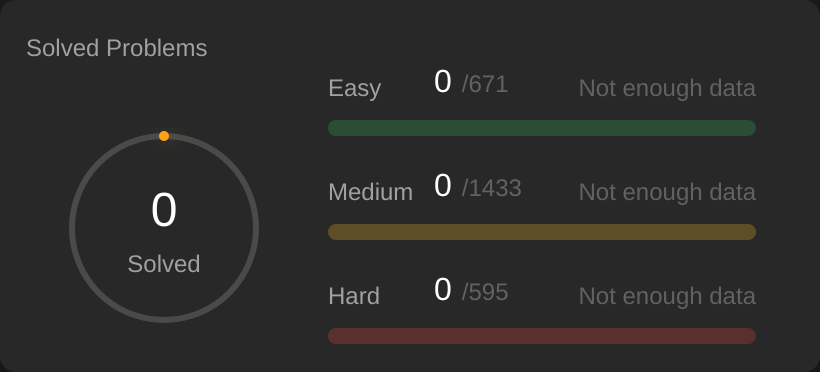 Solved Problems
0
Solved
Easy 0 /671 Not enough data
Medium 0 /1433 Not enough data
Hard 0 /595 Not enough data